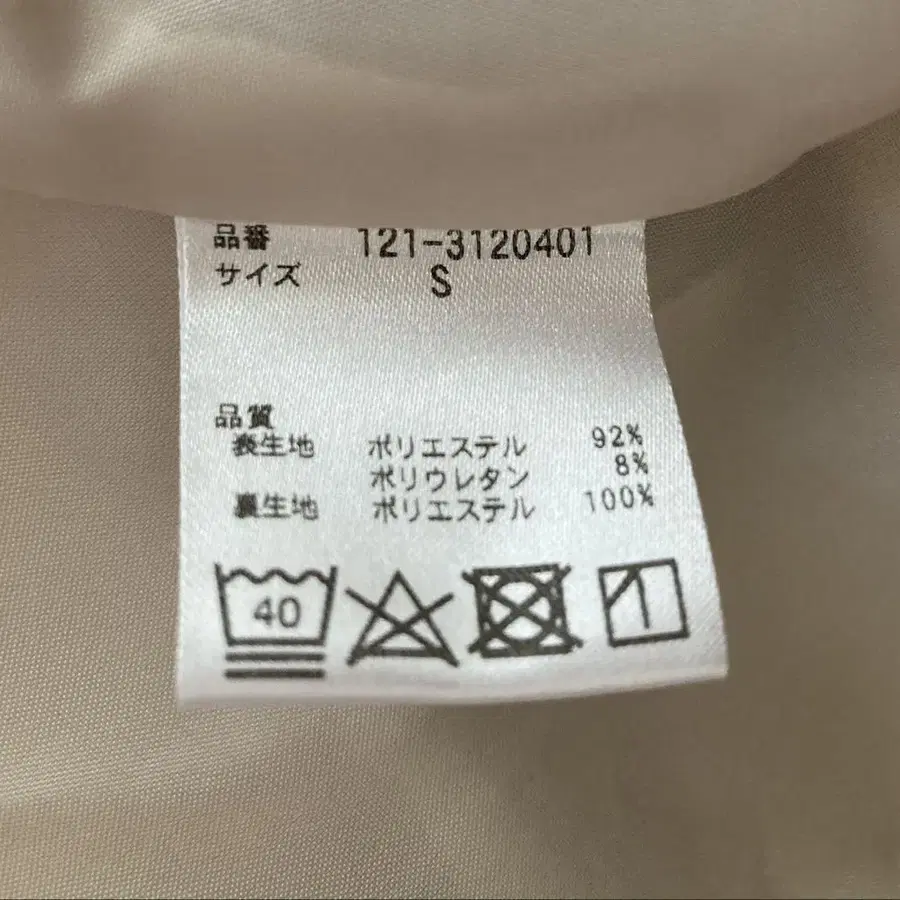 品番 121-3120401
サイズ S
品質
表生地 ポリエステル 92%
ポリウレタン 8%
裏生地 ポリエステル 100%
40